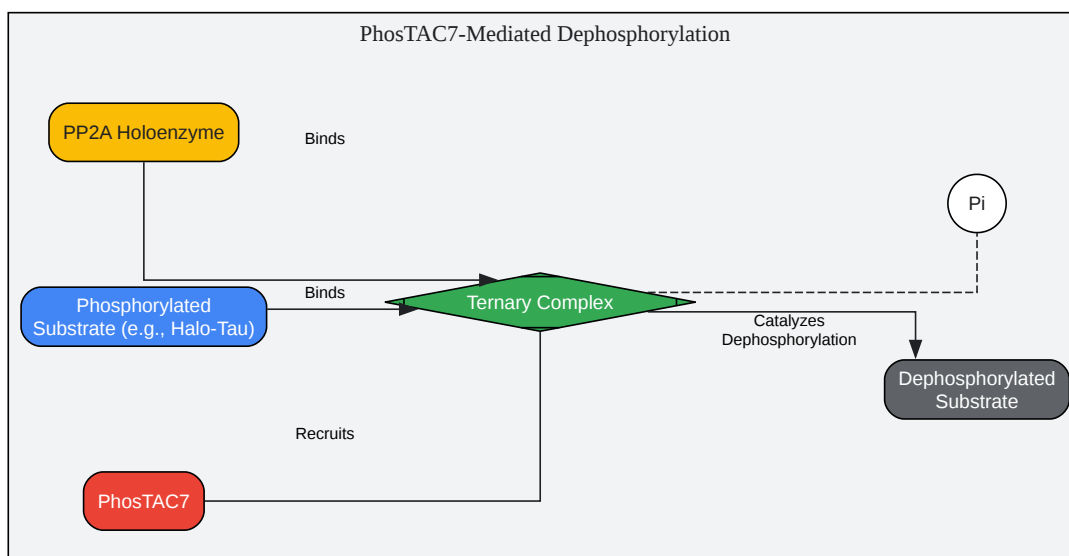 PhosTAC7-Mediated Dephosphorylation
PP2A Holoenzyme
Binds
Pi
Phosphorylated
Substrate (e.g., Halo-Tau)
Binds
Ternary Complex
Catalyzes
Dephosphorylation
Dephosphorylated
Substrate
Recruits
PhosTAC7